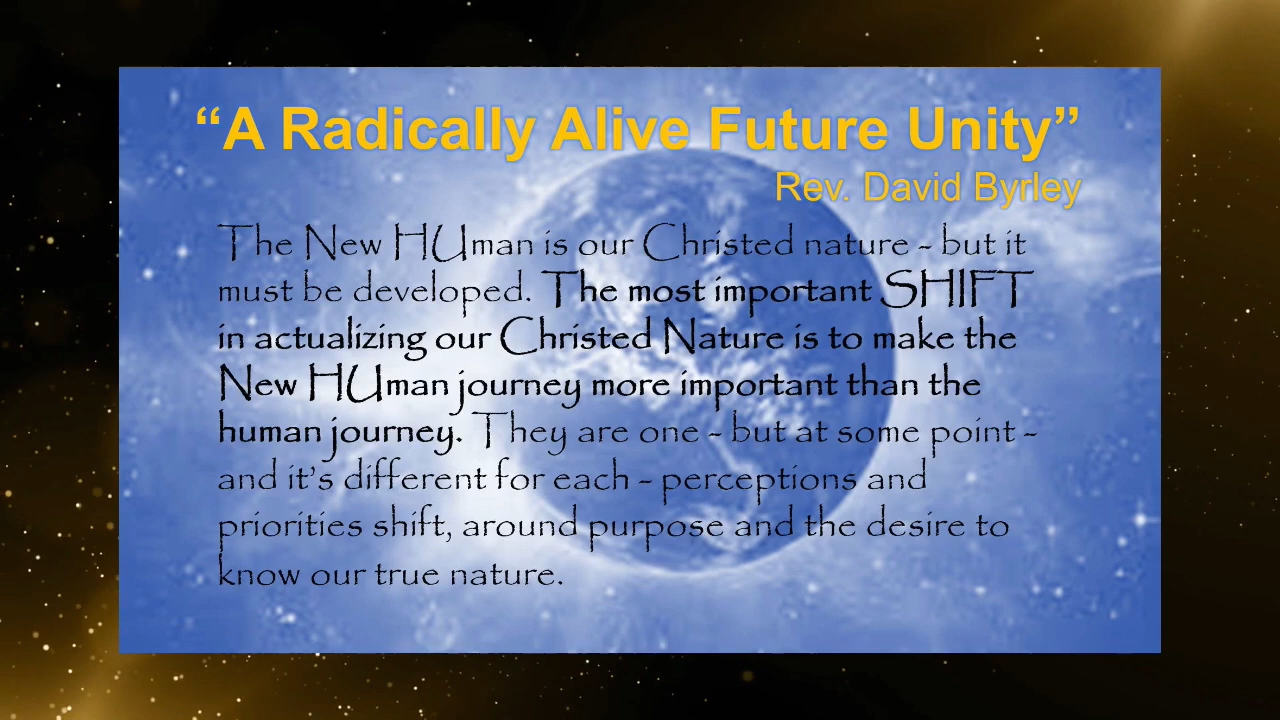 “A Radically Alive Future Unity”
Rev. David Byrley
The New HUman is our Christed nature - but it
must be developed. The most important SHIFT
in actualizing our Christed Nature is to make the
New HUman journey more important than the
human journey. They are one - but at some point -
and it’s different for each - perceptions and
priorities shift, around purpose and the desire to
know our true nature.